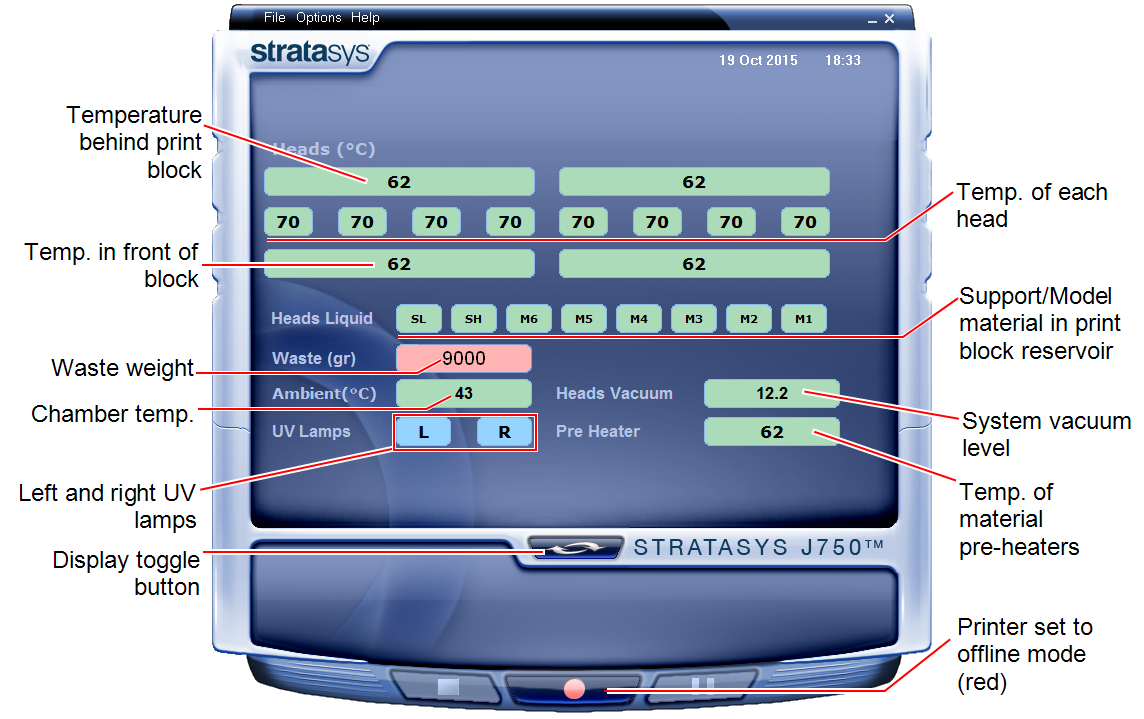 File Options Help
stratasys
19 Oct 2015 18:33
Temperature
behind print
block
Heads (°C)
62 62
70 70 70 70 70 70 70 70
Temp. of each
head
Temp. in front of
block
62 62
Support/Model
material in print
block reservoir
Heads Liquid SL SH M6 M5 M4 M3 M2 M1
Waste weight
Waste (gr) 9000
Chamber temp.
Ambient(°C) 43 Heads Vacuum 12.2
System vacuum
level
UV Lamps L R Pre Heater 62
Left and right UV
lamps
Temp. of
material
pre-heaters
Display toggle
button
STRATASYS J750™
Printer set to
offline mode
(red)